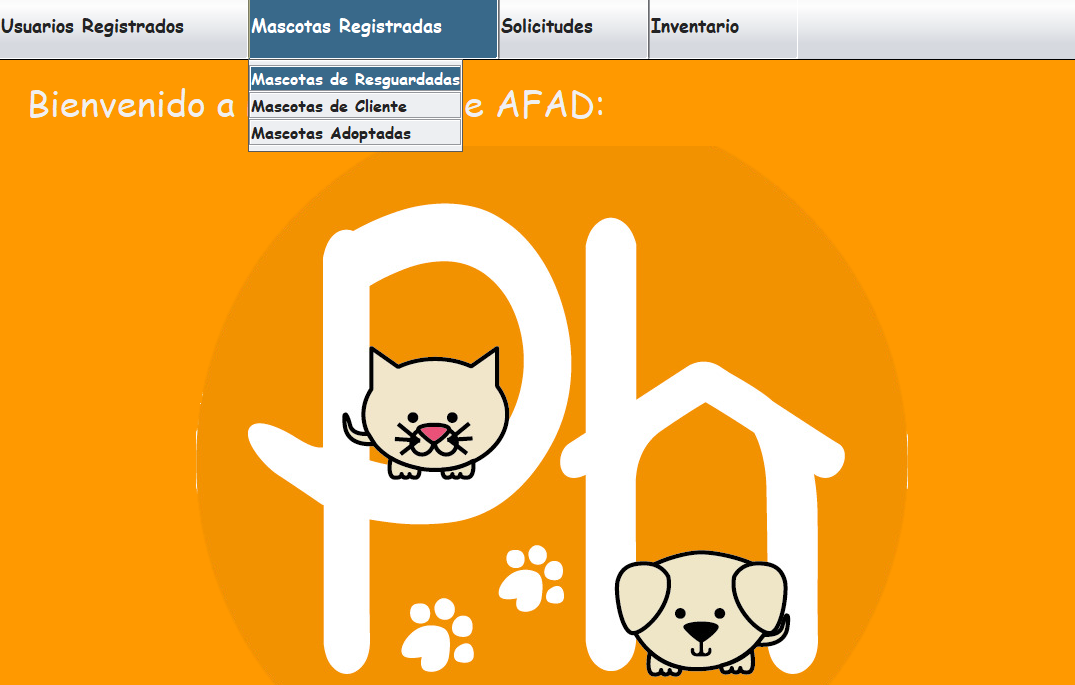 Usuarios Registrados
Mascotas Registradas
Solicitudes
Inventario
Mascotas de Resguardadas
Mascotas de Cliente
Mascotas Adoptadas
Bienvenido a e AFAD:
Ph